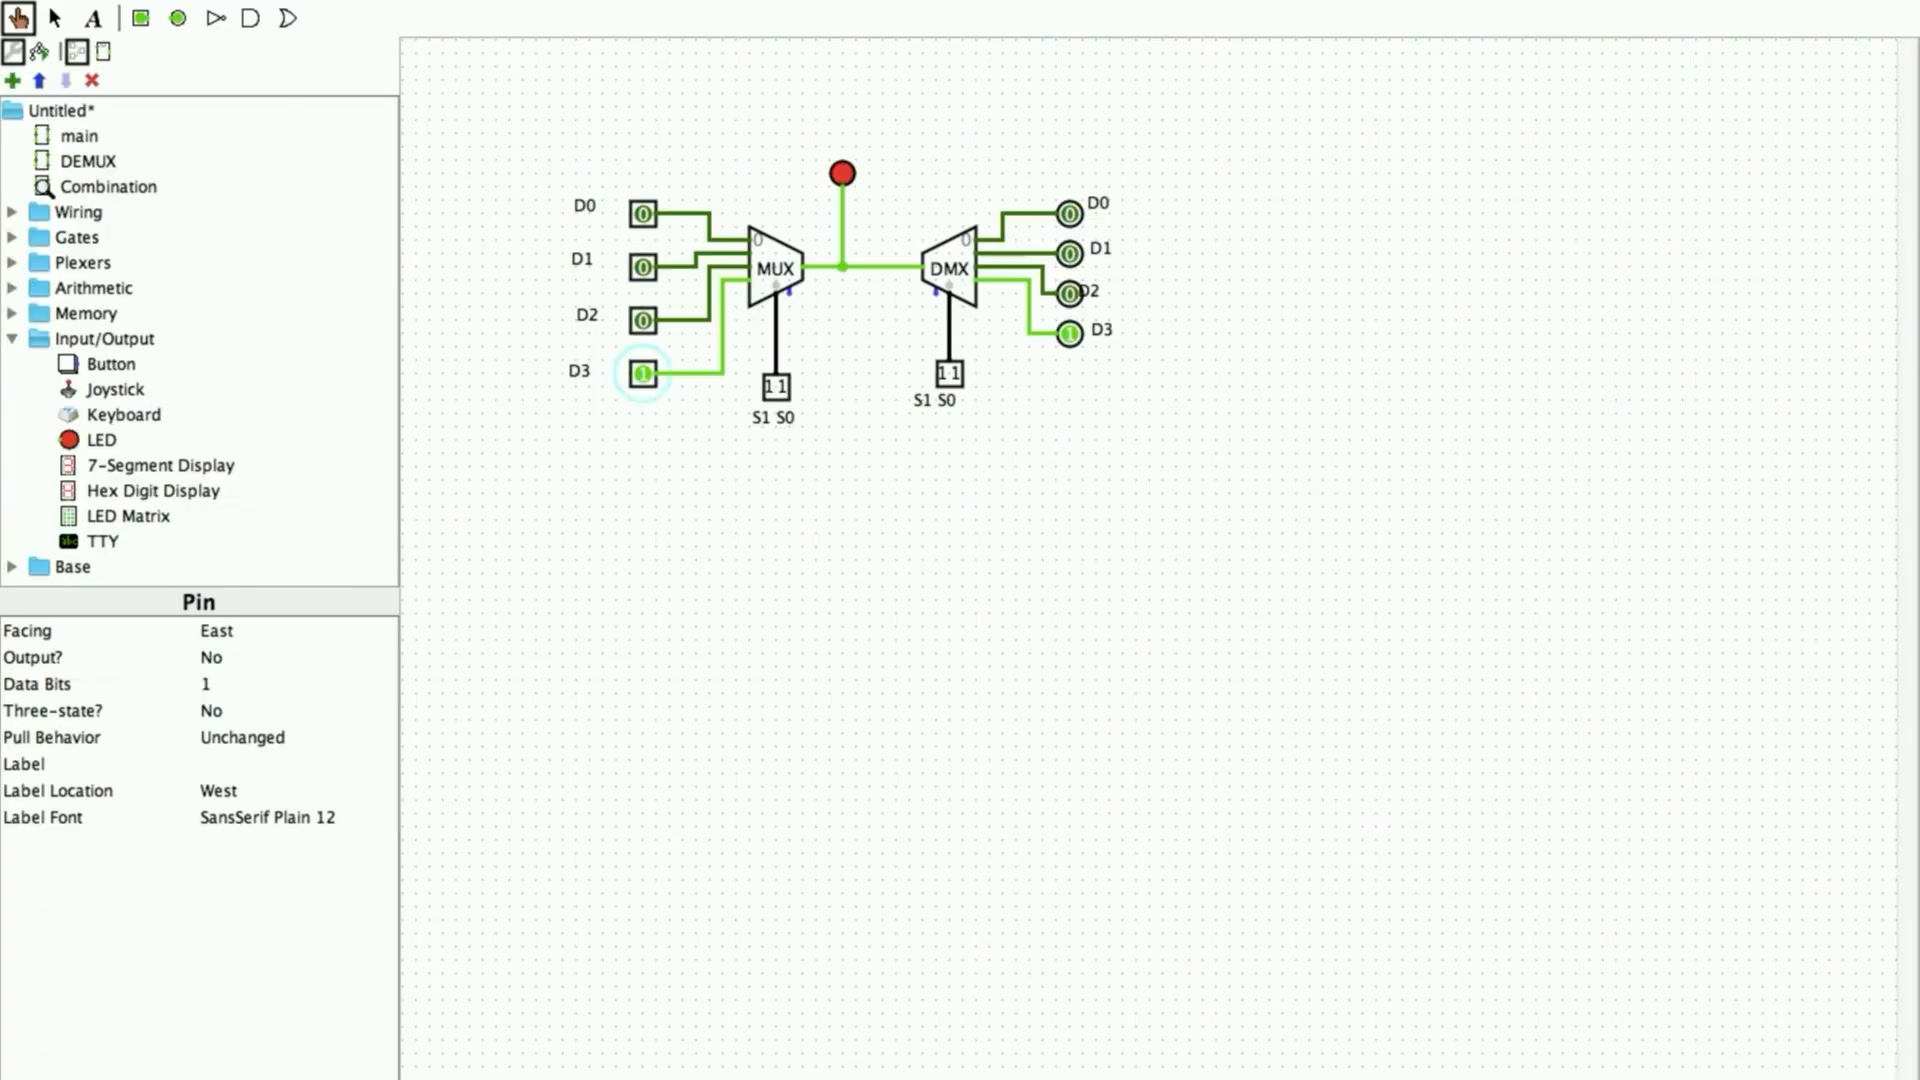 A
Untitled*
main
DEMUX
Combination
Wiring
Gates
Plexers
Arithmetic
Memory
Input/Output
Button
Joystick
Keyboard
LED
7-Segment Display
Hex Digit Display
LED Matrix
TTY
Base
Pin
Facing East
Output? No
Data Bits 1
Three-state? No
Pull Behavior Unchanged
Label
Label Location West
Label Font SansSerif Plain 12
D0 0
D1 0
D2 0
D3 1
0
MUX
1 1
S1 S0
0
DMX
1 1
S1 S0
0 D0
0 D1
0 D2
1 D3